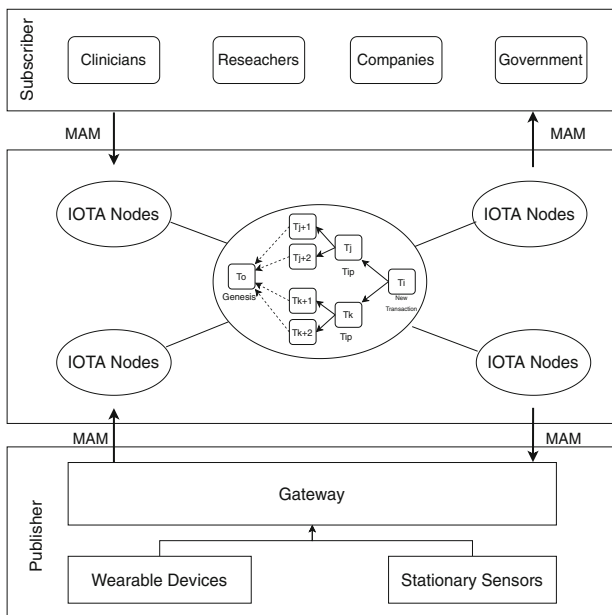 Subscriber
Clinicians
Reseachers
Companies
Government
MAM
MAM
IOTA Nodes
IOTA Nodes
Tj+1
Tj+2
Tj
Tip
To
Genesis
Ti
New
Transaction
Tk+1
Tk+2
Tk
Tip
IOTA Nodes
IOTA Nodes
MAM
MAM
Publisher
Gateway
Wearable Devices
Stationary Sensors